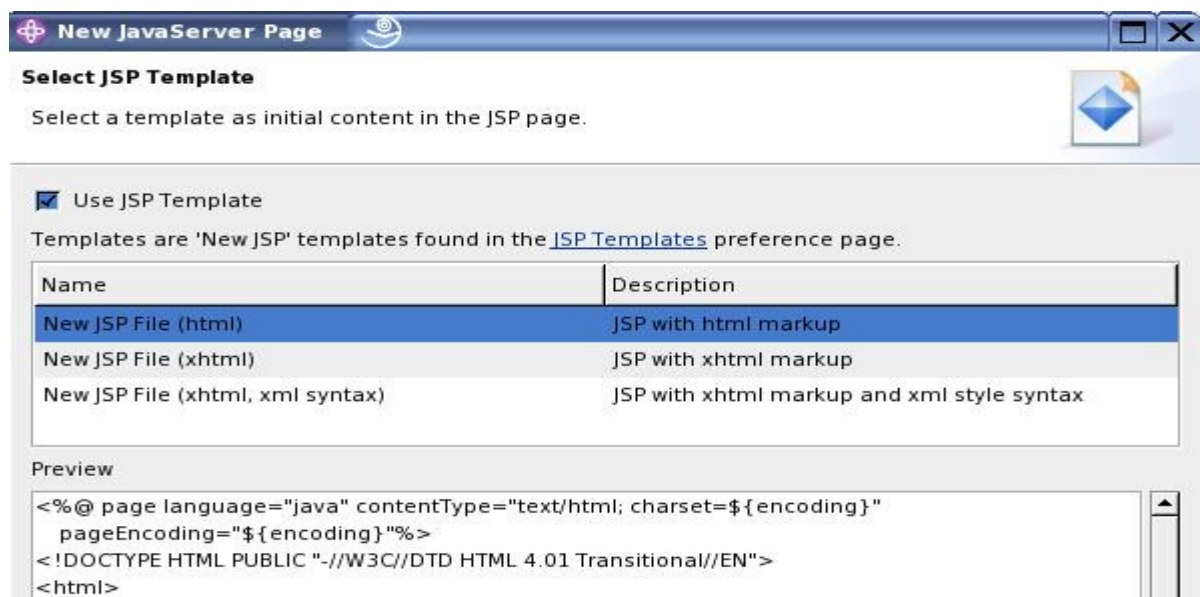 New JavaServer Page
Select JSP Template
Select a template as initial content in the JSP page.
Use JSP Template
Templates are 'New JSP' templates found in the JSP Templates preference page.
Name Description
New JSP File (html) JSP with html markup
New JSP File (xhtml) JSP with xhtml markup
New JSP File (xhtml, xml syntax) JSP with xhtml markup and xml style syntax
Preview
<%@ page language="java" contentType="text/html; charset=${encoding}"
pageEncoding="${encoding}"%>
<!DOCTYPE HTML PUBLIC "-//W3C//DTD HTML 4.01 Transitional//EN">
<html>